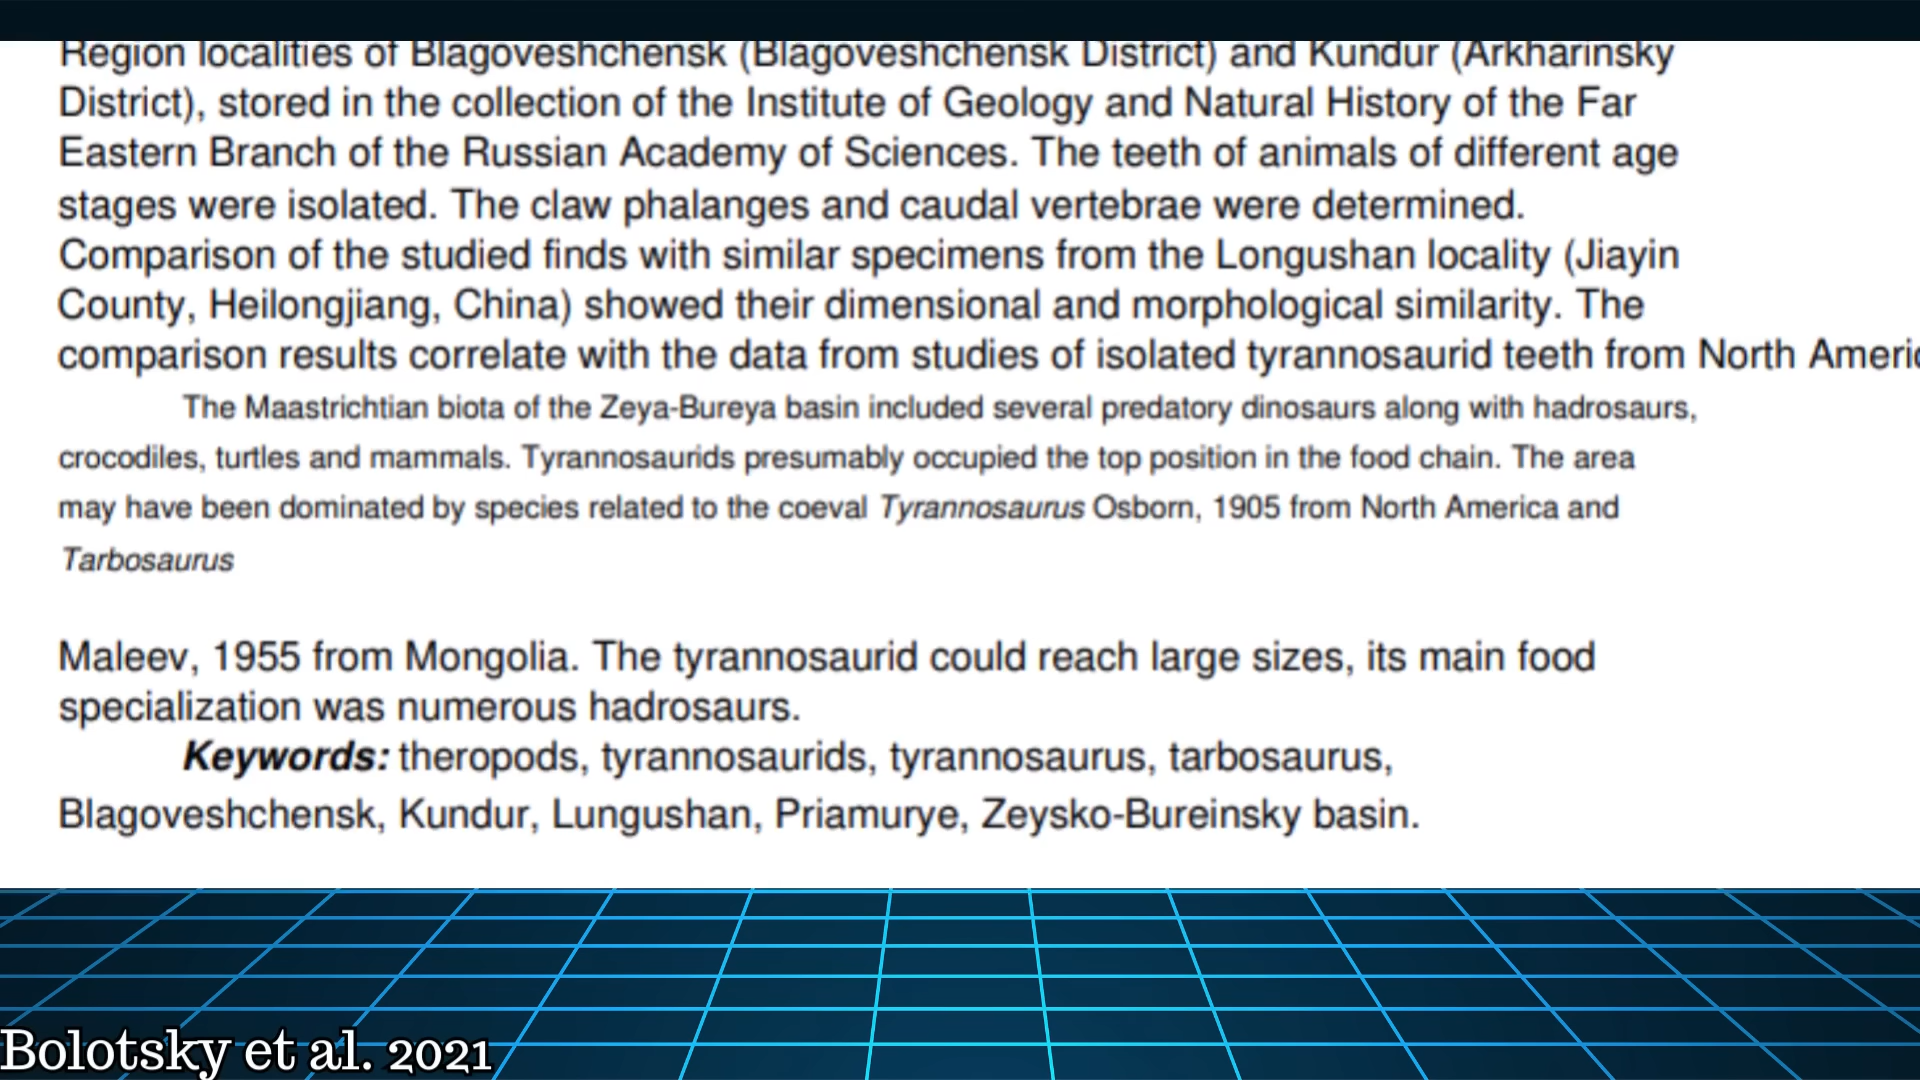 Region localities of Blagoveshchensk (Blagoveshchensk District) and Kundur (Arkharinsky
District), stored in the collection of the Institute of Geology and Natural History of the Far
Eastern Branch of the Russian Academy of Sciences. The teeth of animals of different age
stages were isolated. The claw phalanges and caudal vertebrae were determined.
Comparison of the studied finds with similar specimens from the Longushan locality (Jiayin
County, Heilongjiang, China) showed their dimensional and morphological similarity. The
comparison results correlate with the data from studies of isolated tyrannosaurid teeth from North Americ
The Maastrichtian biota of the Zeya-Bureya basin included several predatory dinosaurs along with hadrosaurs,
crocodiles, turtles and mammals. Tyrannosaurids presumably occupied the top position in the food chain. The area
may have been dominated by species related to the coeval Tyrannosaurus Osborn, 1905 from North America and
Tarbosaurus
Maleev, 1955 from Mongolia. The tyrannosaurid could reach large sizes, its main food
specialization was numerous hadrosaurs.
Keywords: theropods, tyrannosaurids, tyrannosaurus, tarbosaurus,
Blagoveshchensk, Kundur, Lungushan, Priamurye, Zeysko-Bureinsky basin.
Bolotsky et al. 2021